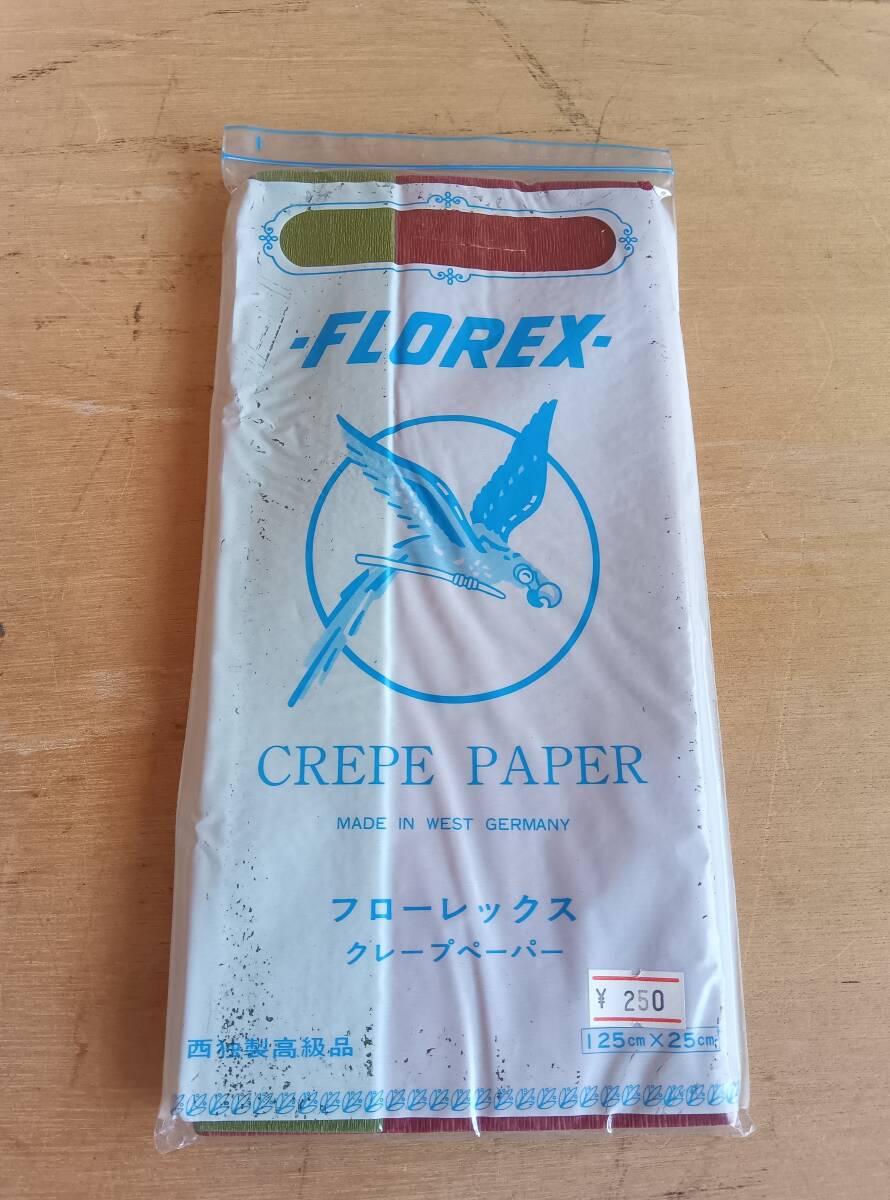 -FLOREX-
CREPE PAPER
MADE IN WEST GERMANY
フローレックス
クレープペーパー
¥ 250
西独製高級品
125cm×25cm